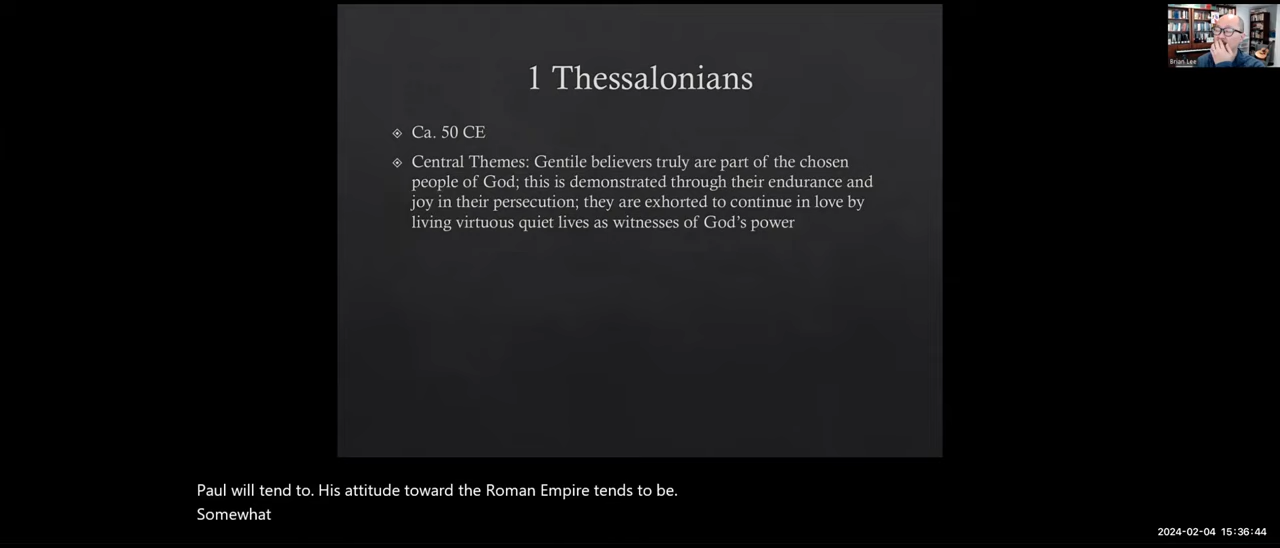 1 Thessalonians
Ca. 50 CE
Central Themes: Gentile believers truly are part of the chosen
people of God; this is demonstrated through their endurance and
joy in their persecution; they are exhorted to continue in love by
living virtuous quiet lives as witnesses of God's power
Brian Lee
Paul will tend to. His attitude toward the Roman Empire tends to be.
Somewhat
2024-02-04 15:36:44